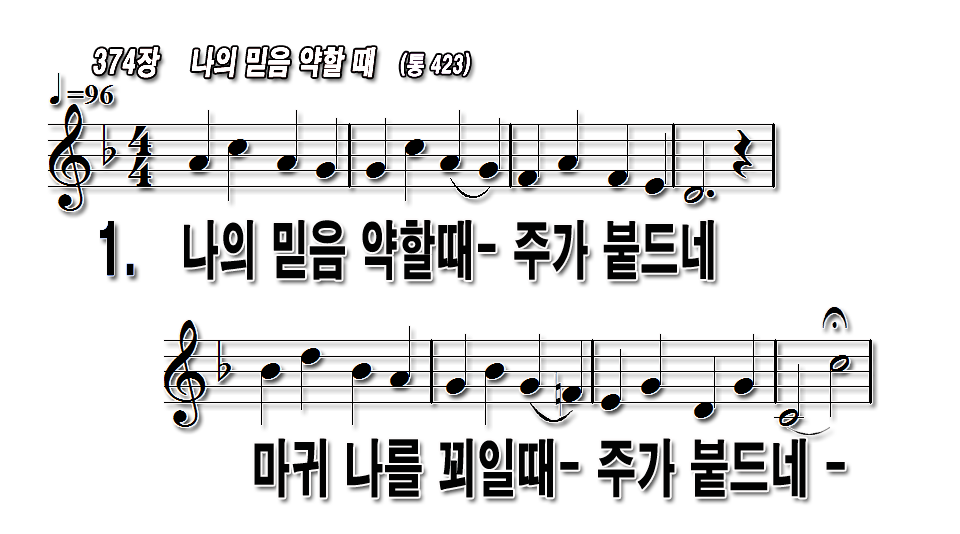 374장 나의 믿음 약할 때 (통 423)
♩=96
4
4
1. 나의 믿음 약할때- 주가 붙드네
마귀 나를 꾀일때- 주가 붙드네 -